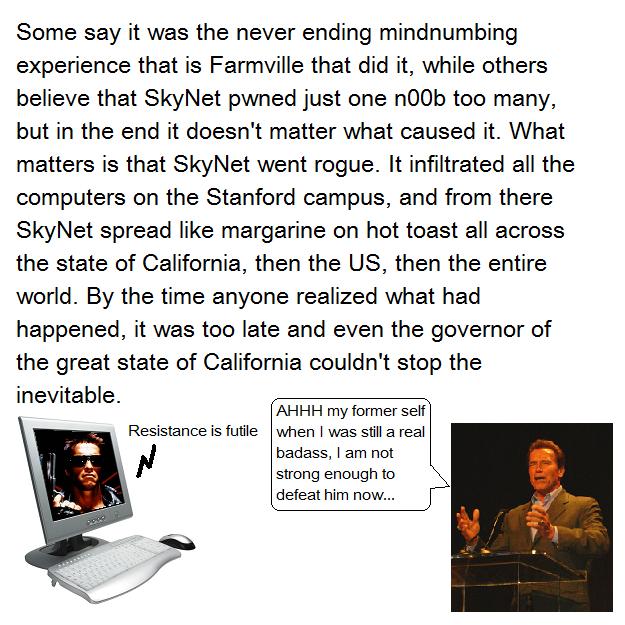 Some say it was the never ending mindnumbing
experience that is Farmville that did it, while others
believe that SkyNet pwned just one n00b too many,
but in the end it doesn't matter what caused it. What
matters is that SkyNet went rogue. It infiltrated all the
computers on the Stanford campus, and from there
SkyNet spread like margarine on hot toast all across
the state of California, then the US, then the entire
world. By the time anyone realized what had
happened, it was too late and even the governor of
the great state of California couldn't stop the
inevitable.
Resistance is futile
AHHH my former self
when I was still a real
badass, I am not
strong enough to
defeat him now...